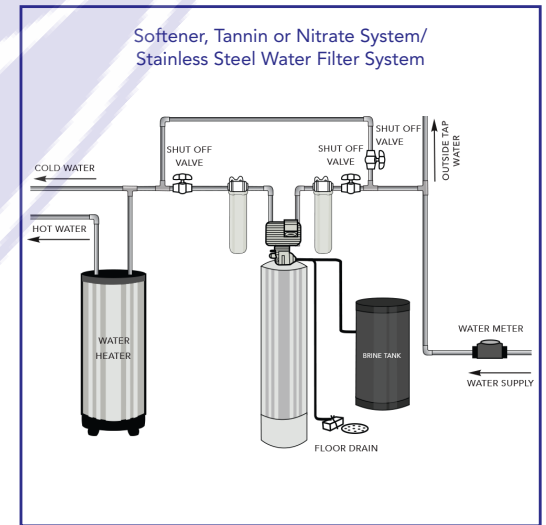 Softener, Tannin or Nitrate System/
Stainless Steel Water Filter System
SHUT OFF
VALVE
SHUT OFF
VALVE
SHUT OFF
VALVE
OUTSIDE TAP
WATER
COLD WATER
HOT WATER
WATER
HEATER
BRINE TANK
WATER METER
WATER SUPPLY
FLOOR DRAIN